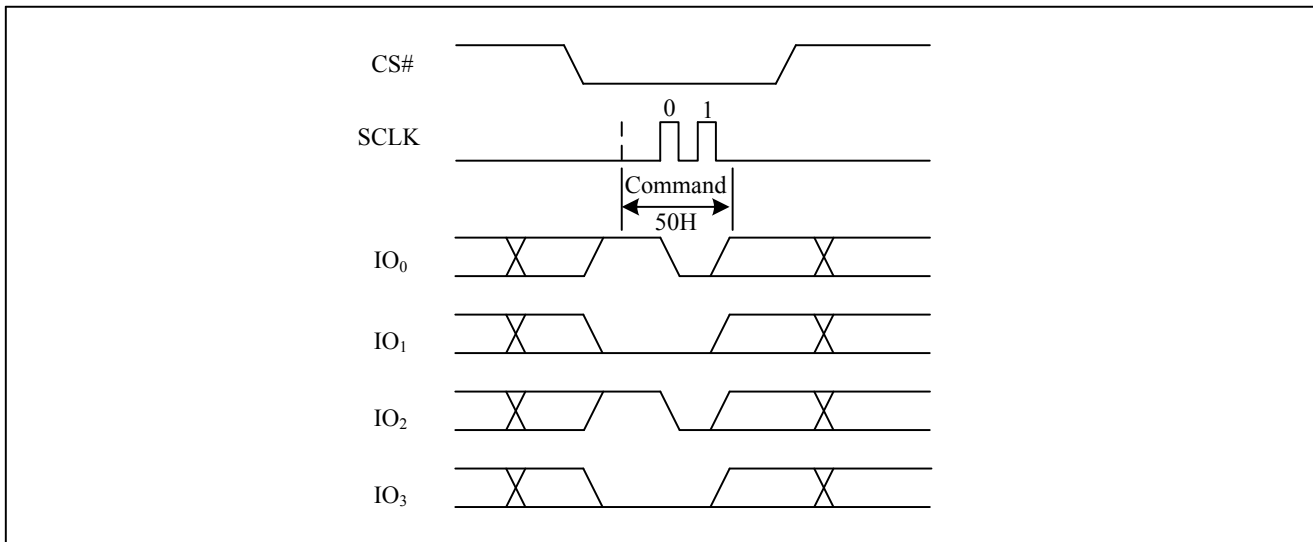 CS#
0 1
SCLK
Command
50H
IO₀
IO₁
IO₂
IO₃